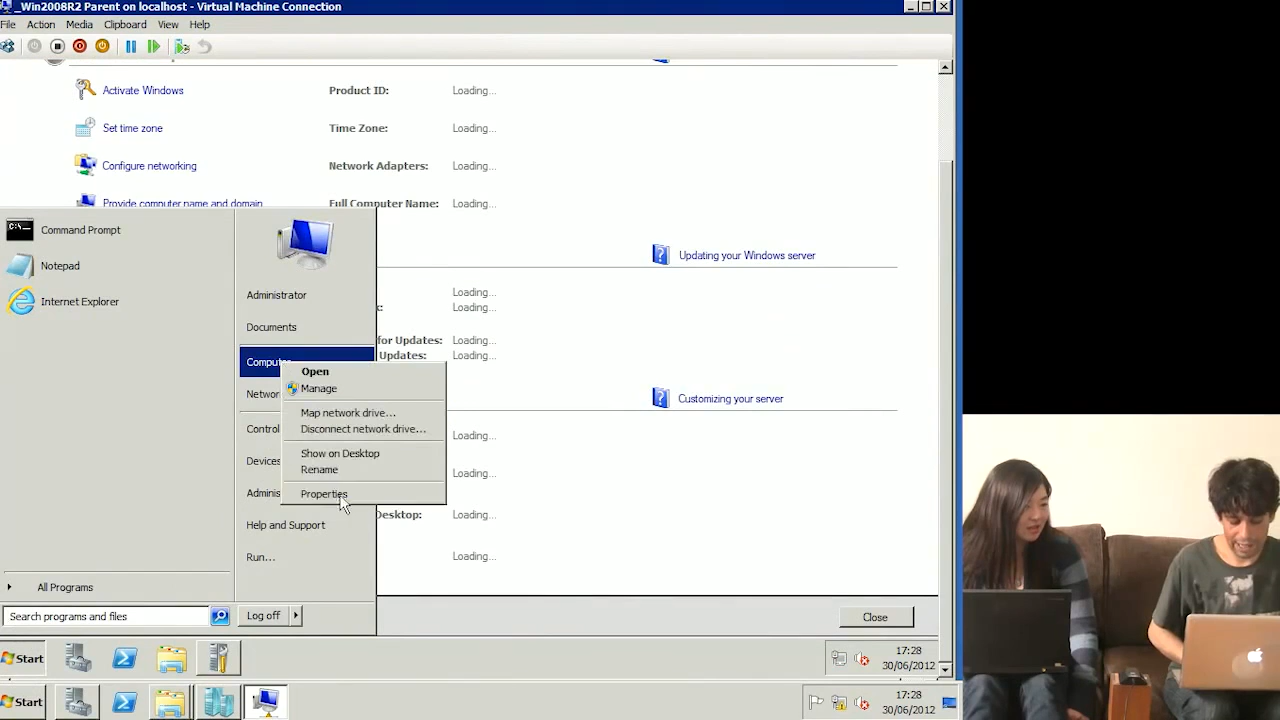 _Win2008R2 Parent on localhost - Virtual Machine Connection
File Action Media Clipboard View Help
Activate Windows Product ID: Loading...
Set time zone Time Zone: Loading...
Configure networking Network Adapters: Loading...
Provide computer name and domain Full Computer Name: Loading...
Updating your Windows server
Loading...
Loading...
for Updates: Loading...
Updates: Loading...
Customizing your server
Loading...
Loading...
Desktop: Loading...
Loading...
Close
Command Prompt
Notepad
Internet Explorer
All Programs
Search programs and files
Administrator
Documents
Computer
Networ
Control
Devices
Adminis
Help and Support
Run...
Log off
Open
Manage
Map network drive...
Disconnect network drive...
Show on Desktop
Rename
Properties
Start
17:28
30/06/2012
Start
17:28
30/06/2012